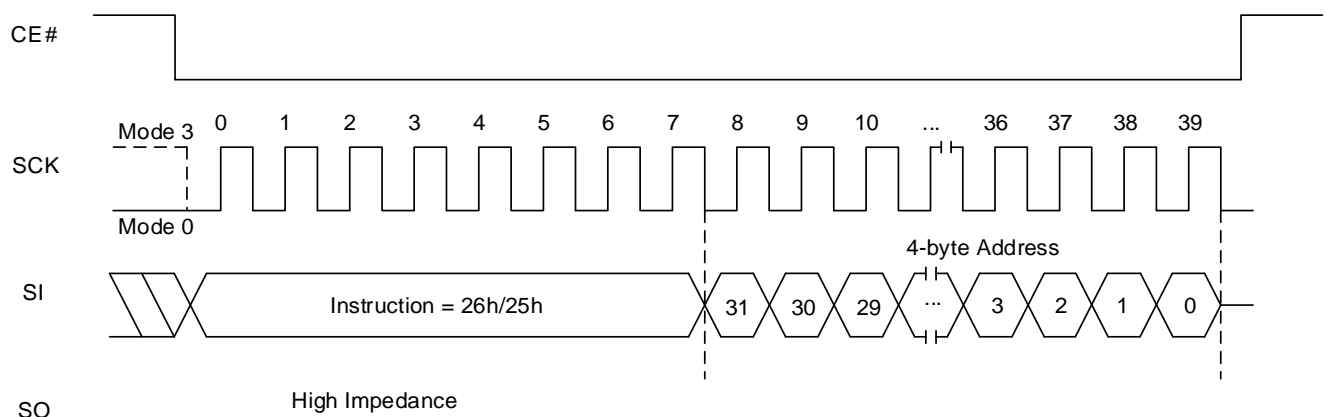 CE#
Mode 3 0 1 2 3 4 5 6 7 8 9 10 ... 36 37 38 39
SCK
Mode 0
4-byte Address
SI Instruction = 26h/25h 31 30 29 ... 3 2 1 0
High Impedance
SO